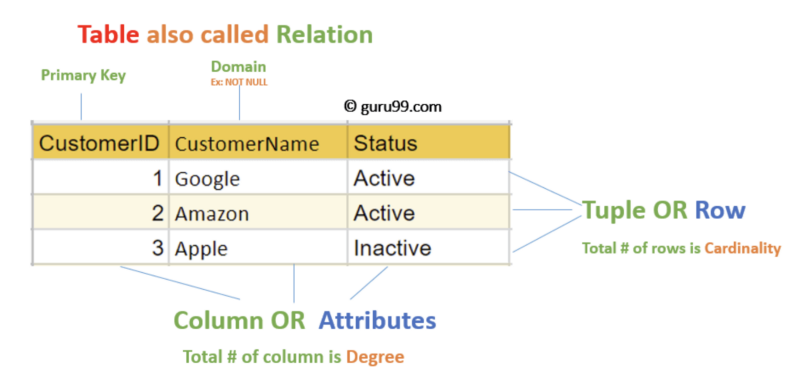 Table also called Relation
Primary Key
Domain
Ex: NOT NULL
© guru99.com
CustomerID CustomerName Status
1 Google Active
2 Amazon Active
3 Apple Inactive
Tuple OR Row
Total # of rows is Cardinality
Column OR Attributes
Total # of column is Degree